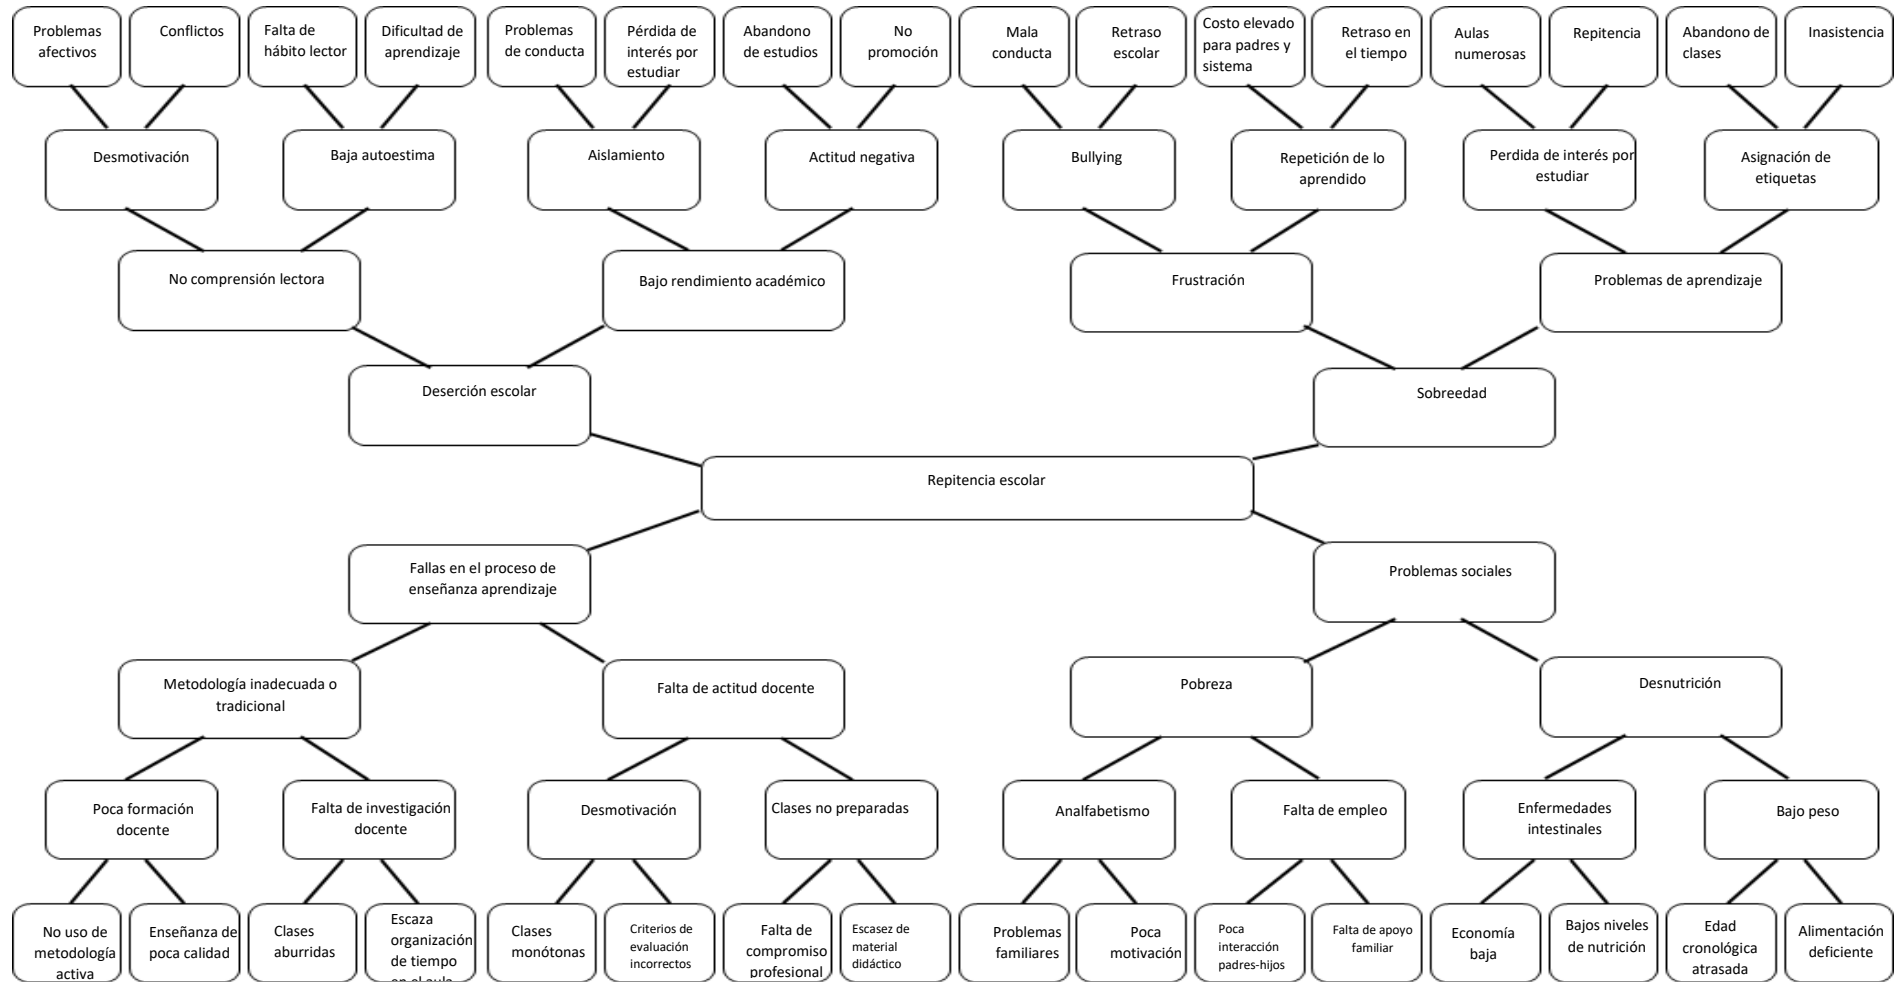 Problemas
afectivos
Conflictos
Falta de
hábito lector
Dificultad de
aprendizaje
Problemas
de conducta
Pérdida de
interés por
estudiar
Abandono
de estudios
No
promoción
Mala
conducta
Retraso
escolar
Costo elevado
para padres y
sistema
Retraso en
el tiempo
Aulas
numerosas
Repitencia
Abandono de
clases
Inasistencia
Desmotivación
Baja autoestima
Aislamiento
Actitud negativa
Bullying
Repetición de lo
aprendido
Perdida de interés por
estudiar
Asignación de
etiquetas
No comprensión lectora
Bajo rendimiento académico
Frustración
Problemas de aprendizaje
Deserción escolar
Sobreedad
Repitencia escolar
Fallas en el proceso de
enseñanza aprendizaje
Problemas sociales
Metodología inadecuada o
tradicional
Falta de actitud docente
Pobreza
Desnutrición
Poca formación
docente
Falta de investigación
docente
Desmotivación
Clases no preparadas
Analfabetismo
Falta de empleo
Enfermedades
intestinales
Bajo peso
No uso de
metodología
activa
Enseñanza de
poca calidad
Clases
aburridas
Escaza
organización
de tiempo
en el aula
Clases
monótonas
Criterios de
evaluación
incorrectos
Falta de
compromiso
profesional
Escasez de
material
didáctico
Problemas
familiares
Poca
motivación
Poca
interacción
padres-hijos
Falta de apoyo
familiar
Economía
baja
Bajos niveles
de nutrición
Edad
cronológica
atrasada
Alimentación
deficiente